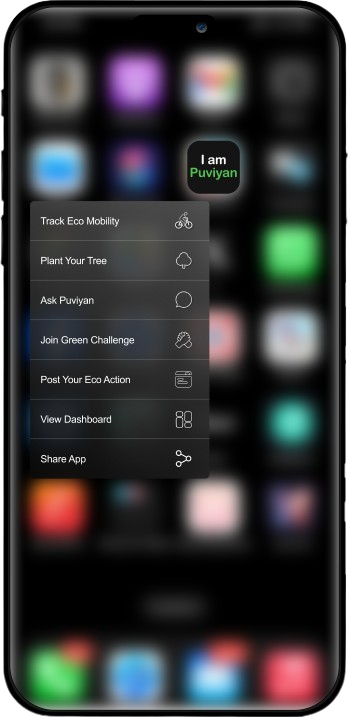 I am
Puviyan
Track Eco Mobility
Plant Your Tree
Ask Puviyan
Join Green Challenge
Post Your Eco Action
View Dashboard
Share App